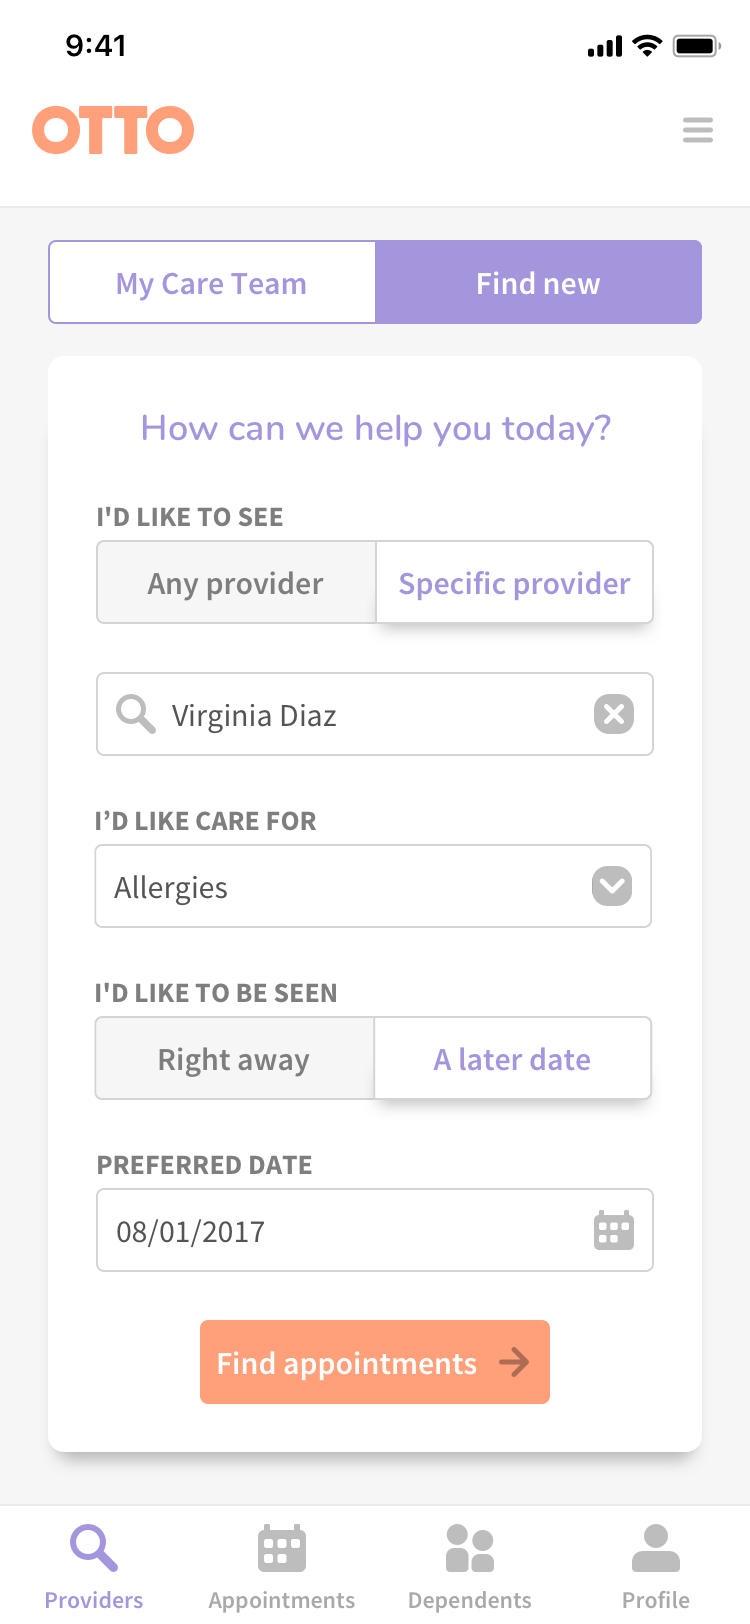 9:41
OTTO
My Care Team
Find new
How can we help you today?
I'D LIKE TO SEE
Any provider
Specific provider
Virginia Diaz
I’D LIKE CARE FOR
Allergies
I'D LIKE TO BE SEEN
Right away
A later date
PREFERRED DATE
08/01/2017
Find appointments
Providers
Appointments
Dependents
Profile